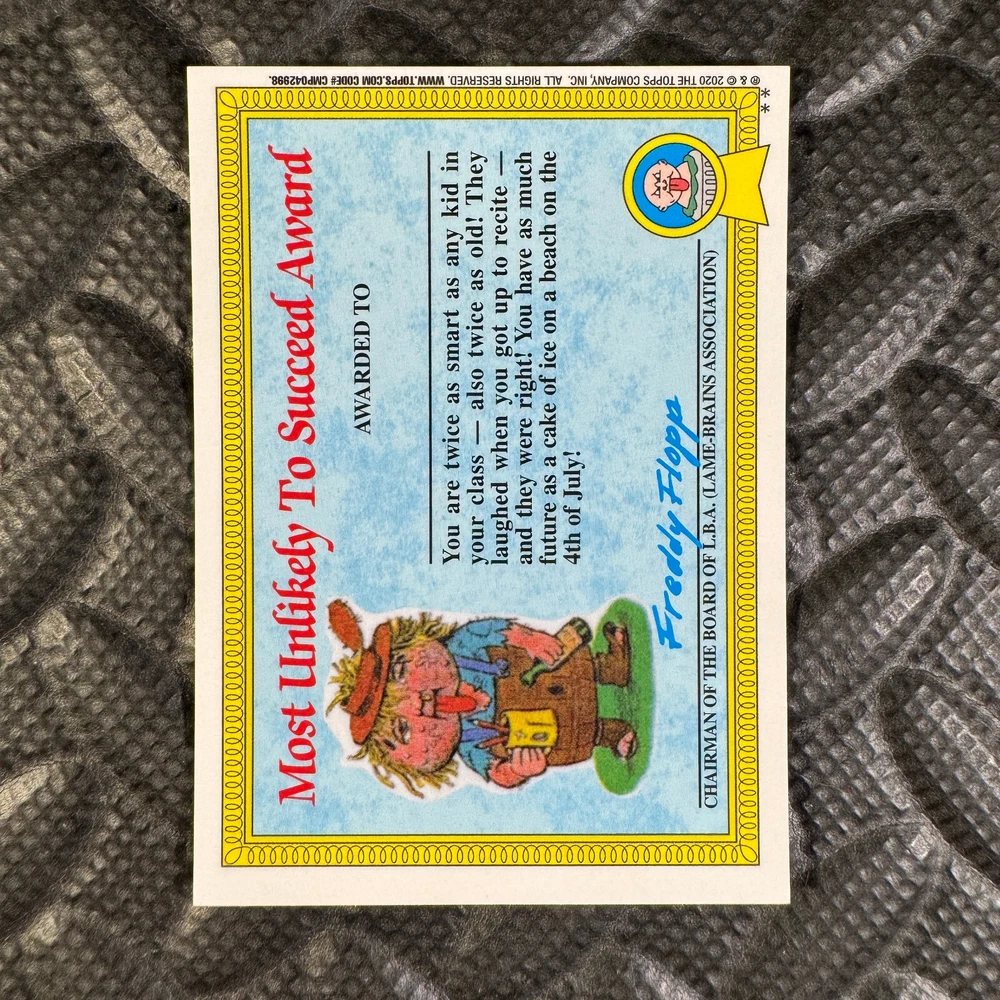 Most Unlikely To Succeed Award
AWARDED TO
You are twice as smart as any kid in
your class — also twice as old! They
laughed when you got up to recite —
and they were right! You have as much
future as a cake of ice on a beach on the
4th of July!
Freddy Flopp
CHAIRMAN OF THE BOARD OF L.B.A. (LAME-BRAINS ASSOCIATION)
® & © 2020 THE TOPPS COMPANY, INC. ALL RIGHTS RESERVED. WWW.TOPPS.COM CODE# CMP042998.
**